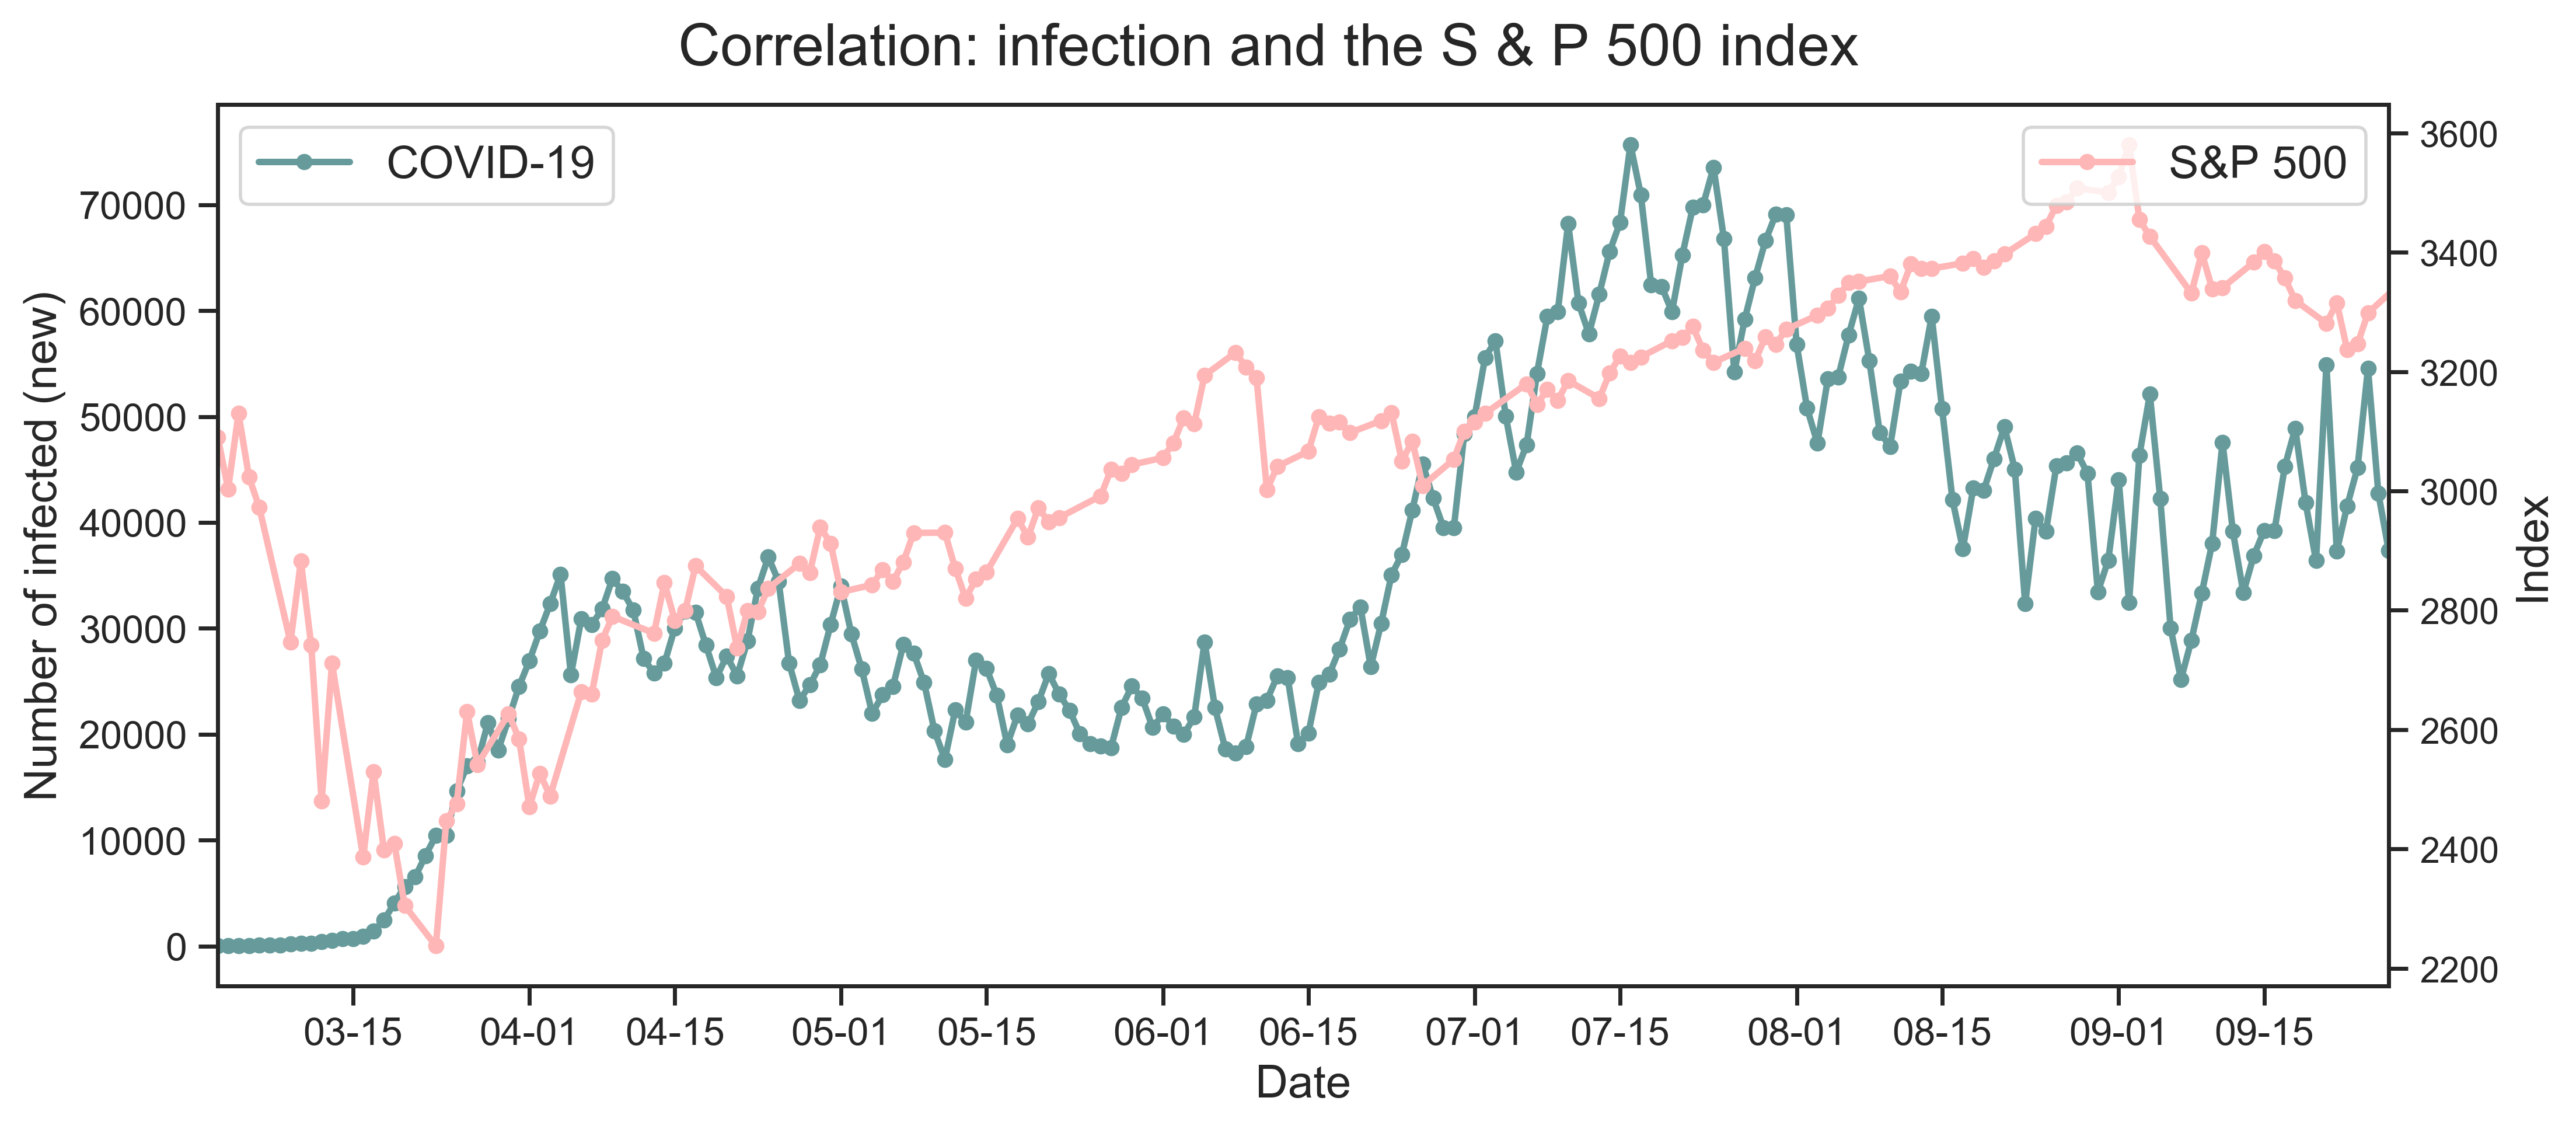 Correlation: infection and the S & P 500 index
COVID-19
S&P 500
Number of infected (new)
70000
60000
50000
40000
30000
20000
10000
0
3600
3400
3200
3000
2800
2600
2400
2200
Index
03-15 04-01 04-15 05-01 05-15 06-01 06-15 07-01 07-15 08-01 08-15 09-01 09-15
Date